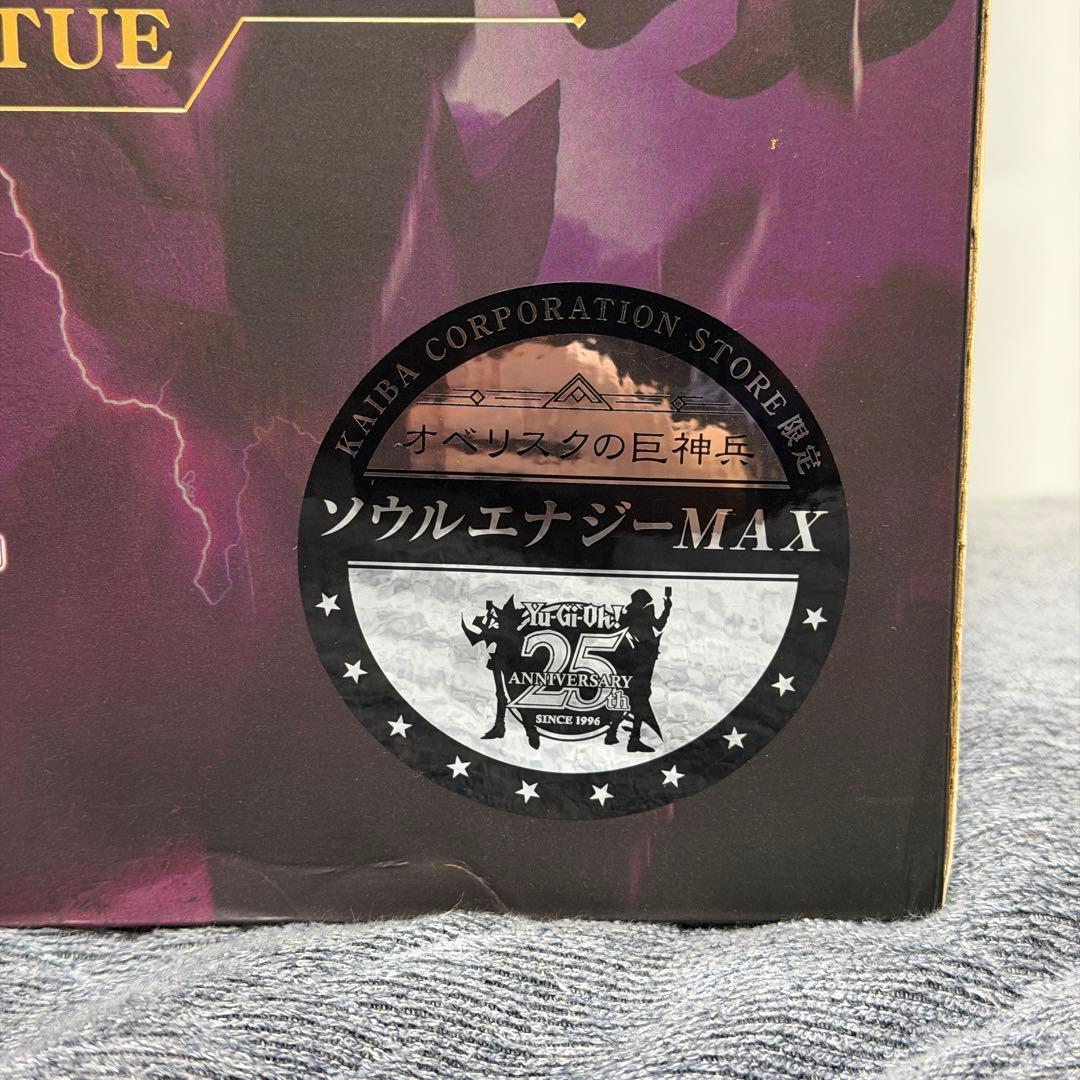 TUE
KAIBA CORPORATION STORE限定
オベリスクの巨神兵
ソウルエナジーMAX
Yu-Gi-Oh!
25th
ANNIVERSARY
SINCE 1996